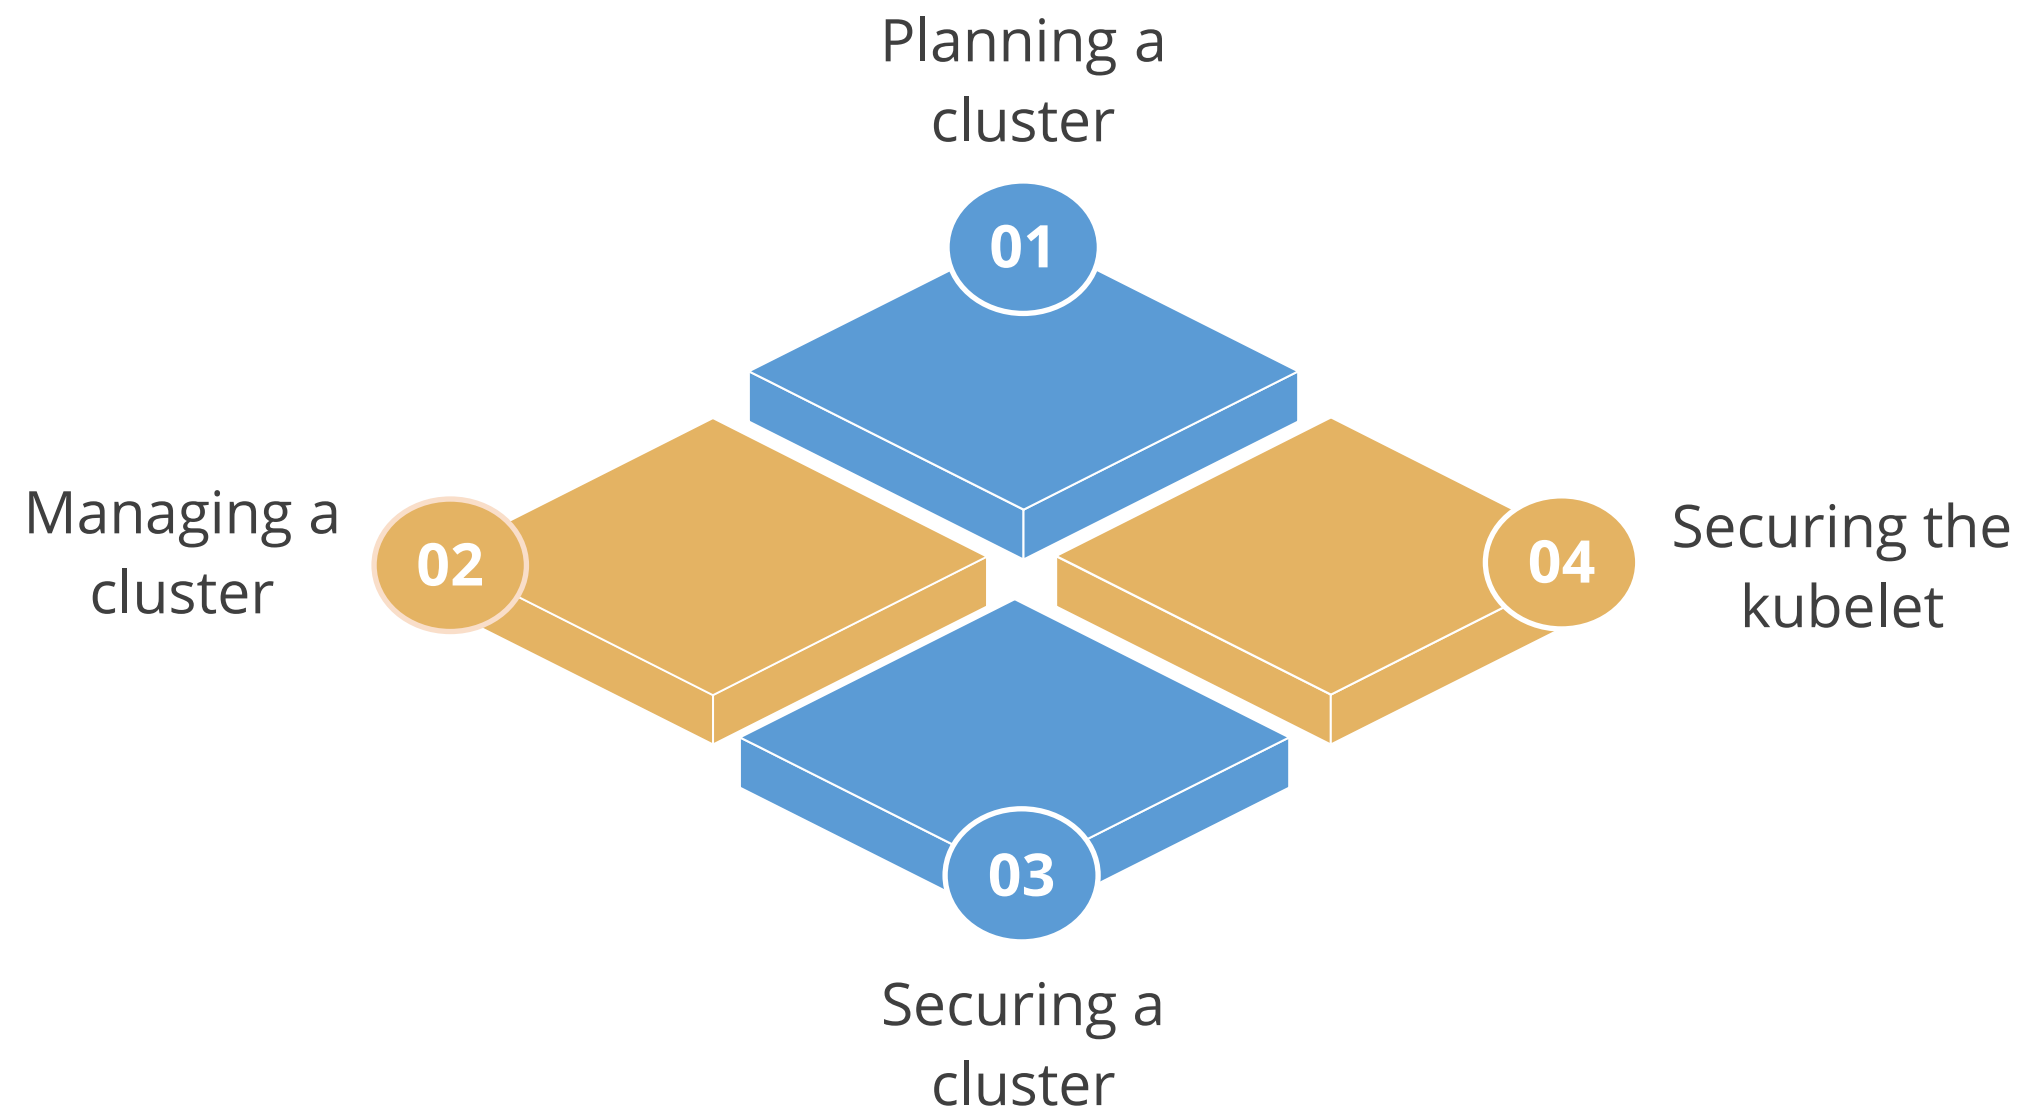 Planning a
cluster
01
Managing a
cluster
02
04
Securing the
kubelet
03
Securing a
cluster